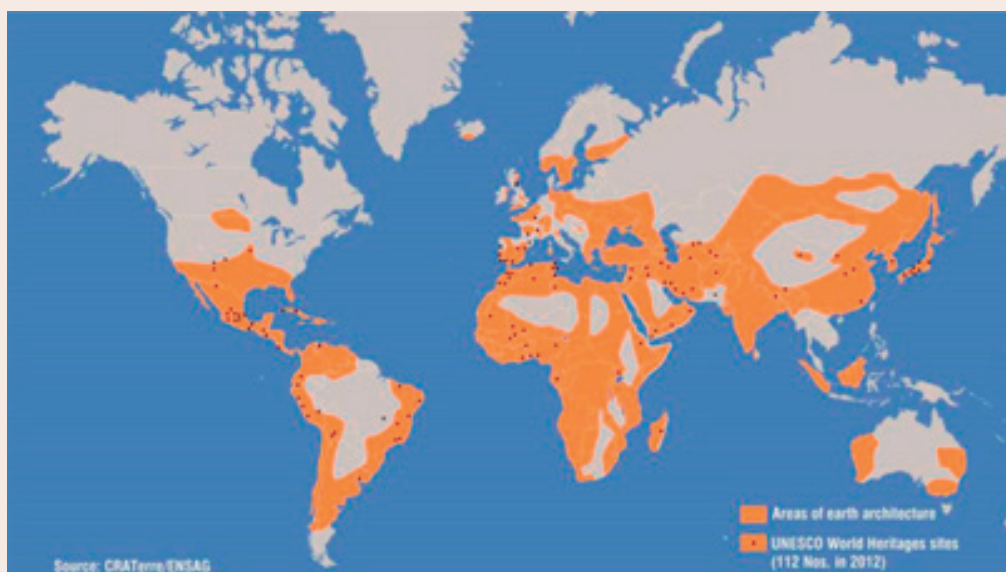 Areas of earth architecture
UNESCO World Heritages sites
(112 Nos. in 2012)
Source: CRATerre/ENSAG